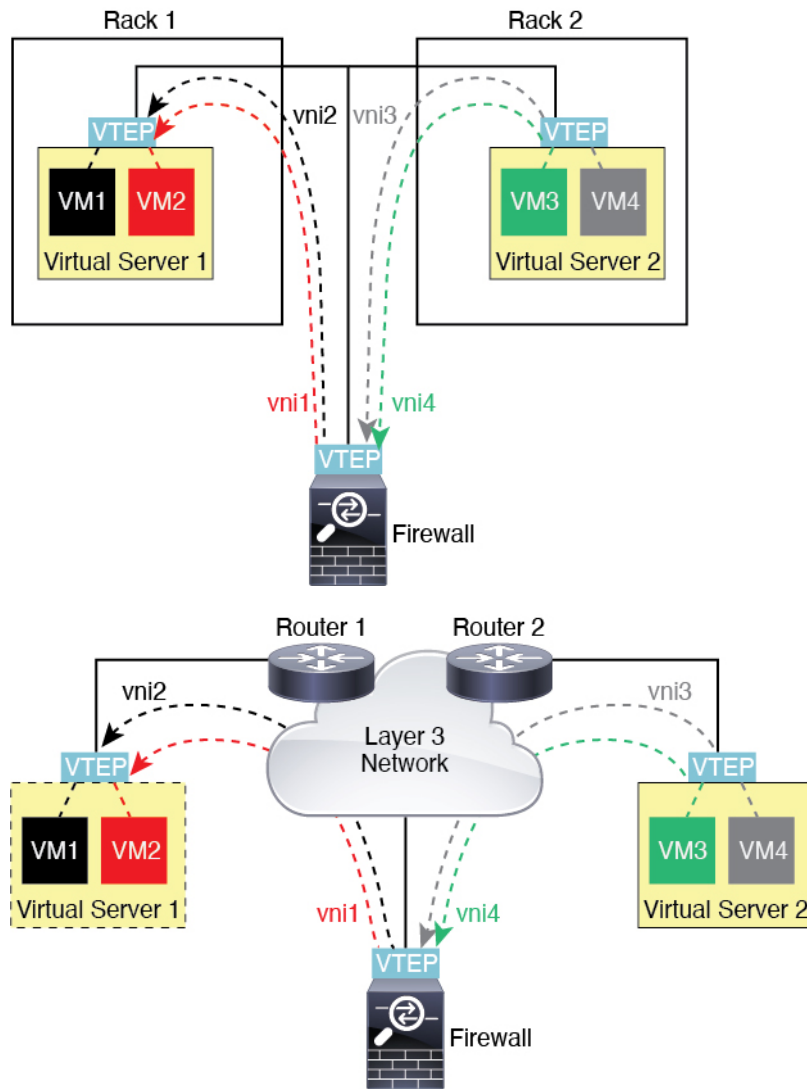 Rack 1
Rack 2
vni2
vni3
VTEP
VTEP
VM1
VM2
VM3
VM4
Virtual Server 1
Virtual Server 2
vni1
vni4
VTEP
Firewall
Router 1
Router 2
vni2
vni3
Layer 3
Network
VTEP
VTEP
VM1
VM2
VM3
VM4
Virtual Server 1
Virtual Server 2
vni1
vni4
VTEP
Firewall